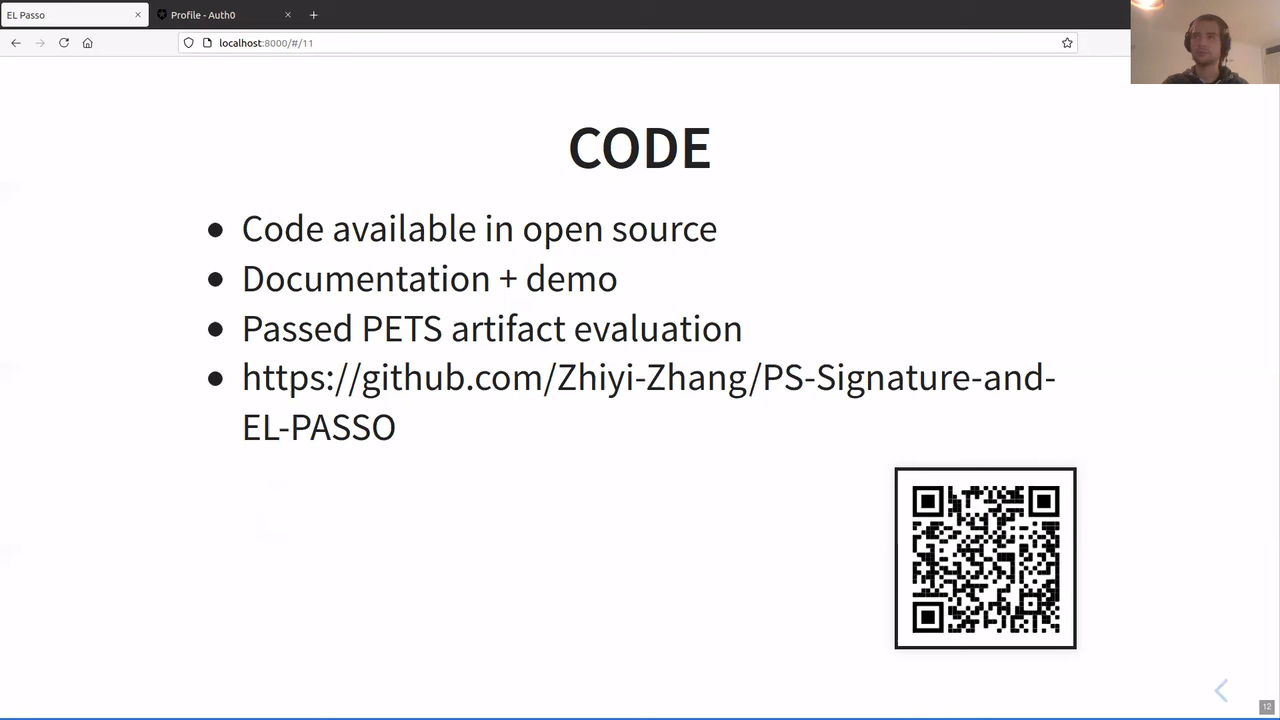 EL Passo
Profile - Auth0
localhost:8000/#/11
CODE
Code available in open source
Documentation + demo
Passed PETS artifact evaluation
https://github.com/Zhiyi-Zhang/PS-Signature-and-
EL-PASSO
12